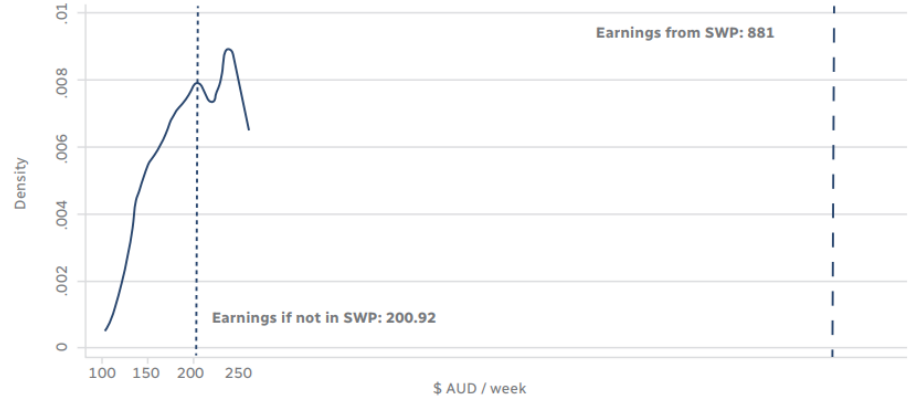 .01
Earnings from SWP: 881
.008
.006
Density
.004
.002
Earnings if not in SWP: 200.92
0
100 150 200 250
$ AUD / week